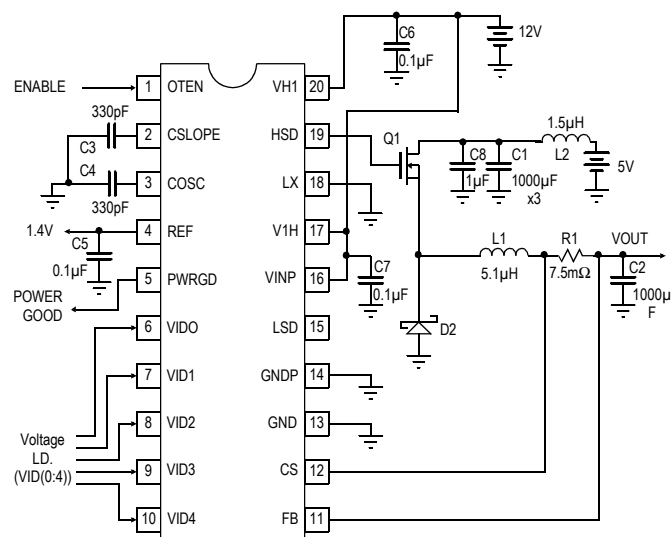 C6
0.1µF
12V
ENABLE
1 OTEN
VH1 20
330pF
C3
2 CSLOPE
HSD 19
Q1
1.5µH
L2
C4
330pF
3 COSC
LX 18
C8
1µF
C1
1000µF
x3
5V
1.4V
4 REF
V1H 17
C5
0.1µF
L1
5.1µH
R1
7.5mΩ
VOUT
5 PWRGD
VINP 16
C7
0.1µF
C2
1000µ
F
POWER
GOOD
6 VIDO
LSD 15
D2
7 VID1
GNDP 14
8 VID2
GND 13
Voltage
I.D.
(VID(0:4))
9 VID3
CS 12
10 VID4
FB 11